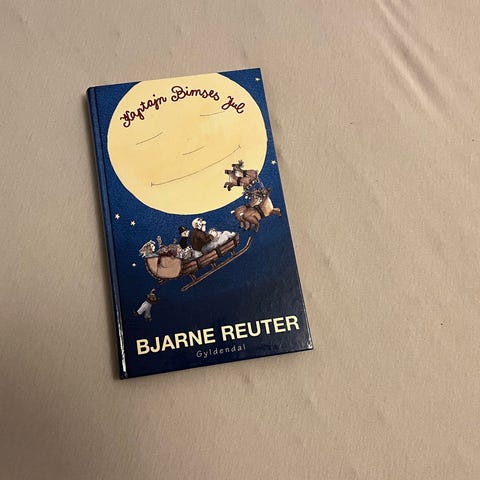 Kaptajn Bimses Jul
BJARNE REUTER
Gyldendal